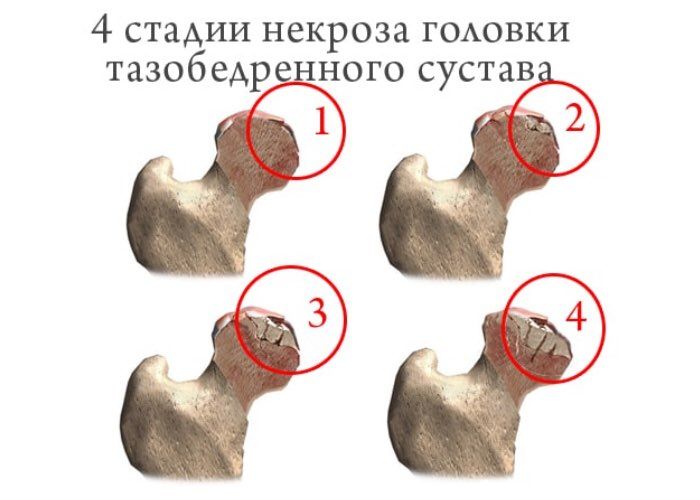 4 стадии некроза головки
тазобедренного сустава
1
2
3
4